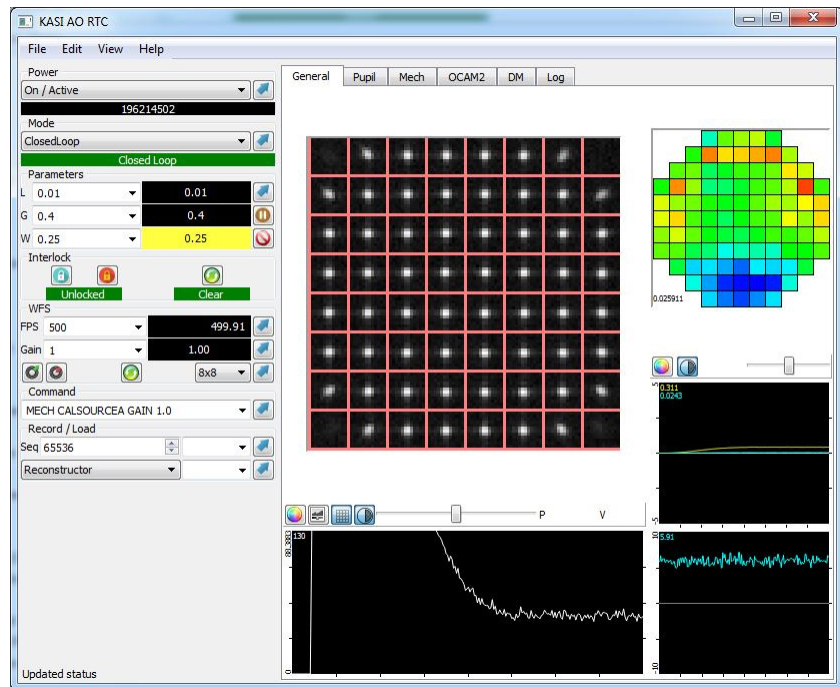 KASI AO RTC
File Edit View Help
Power
On / Active
196214502
Mode
ClosedLoop
Closed Loop
Parameters
L 0.01 0.01
G 0.4 0.4
W 0.25 0.25
Interlock
Unlocked Clear
WFS
FPS 500 499.91
Gain 1 1.00
8x8
Command
MECH CALSOURCEA GAIN 1.0
Record / Load
Seq 65536
Reconstructor
Updated status
General Pupil Mech OCAM2 DM Log
0.025911
P V
5
0.311
0.0243
-5
130
0
10
5.91
-10